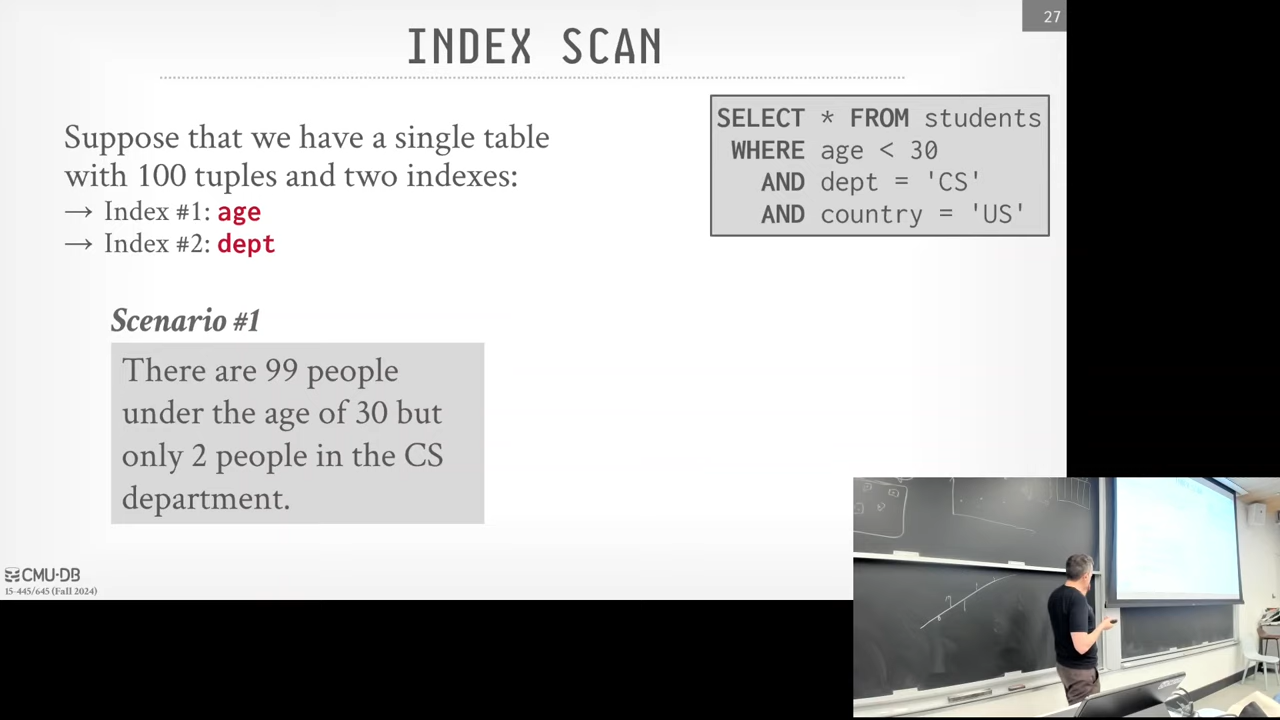 27
INDEX SCAN
Suppose that we have a single table
with 100 tuples and two indexes:
→ Index #1: age
→ Index #2: dept
SELECT * FROM students
WHERE age < 30
AND dept = 'CS'
AND country = 'US'
Scenario #1
There are 99 people
under the age of 30 but
only 2 people in the CS
department.
CMU·DB
15-445/645 (Fall 2024)